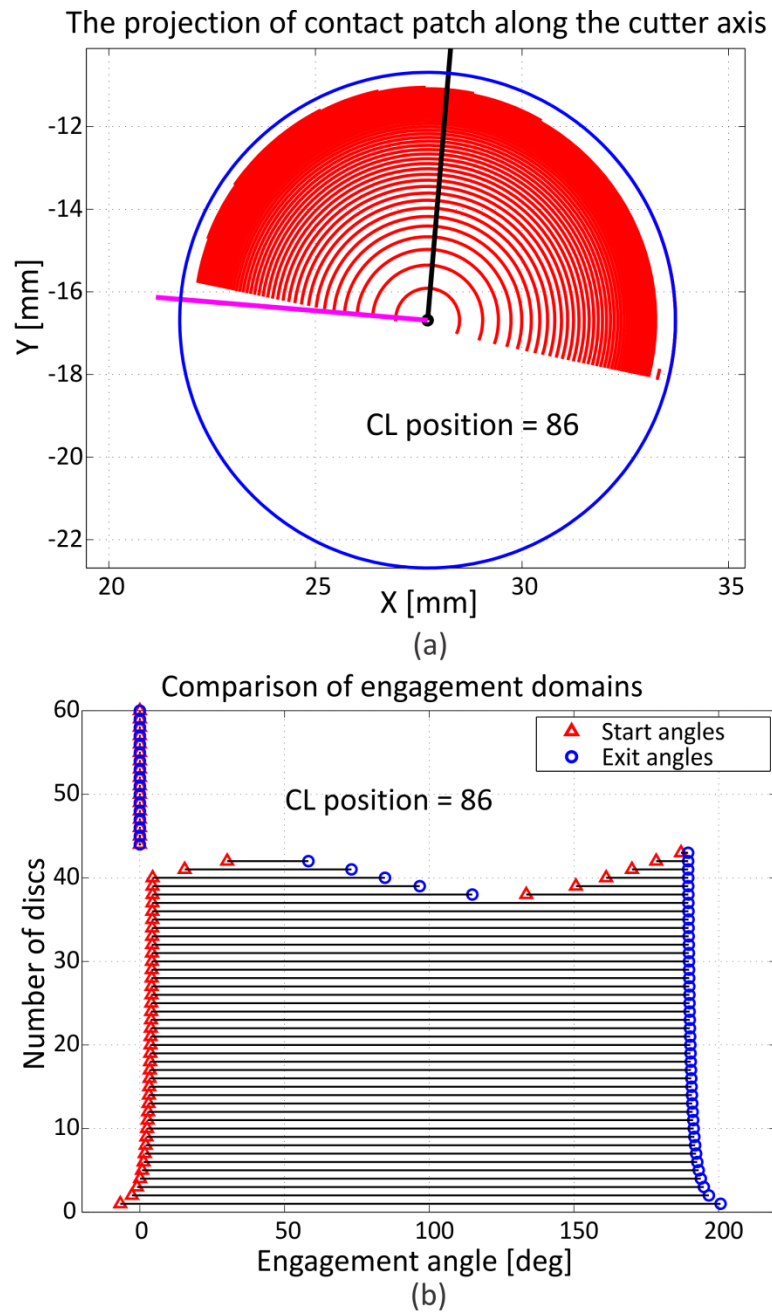 The projection of contact patch along the cutter axis
-12
-14
-16
-18
-20
-22
Y [mm]
CL position = 86
20
25
30
35
X [mm]
(a)
Comparison of engagement domains
60
50
40
30
20
10
0
Number of discs
Start angles
Exit angles
CL position = 86
0
50
100
150
200
Engagement angle [deg]
(b)